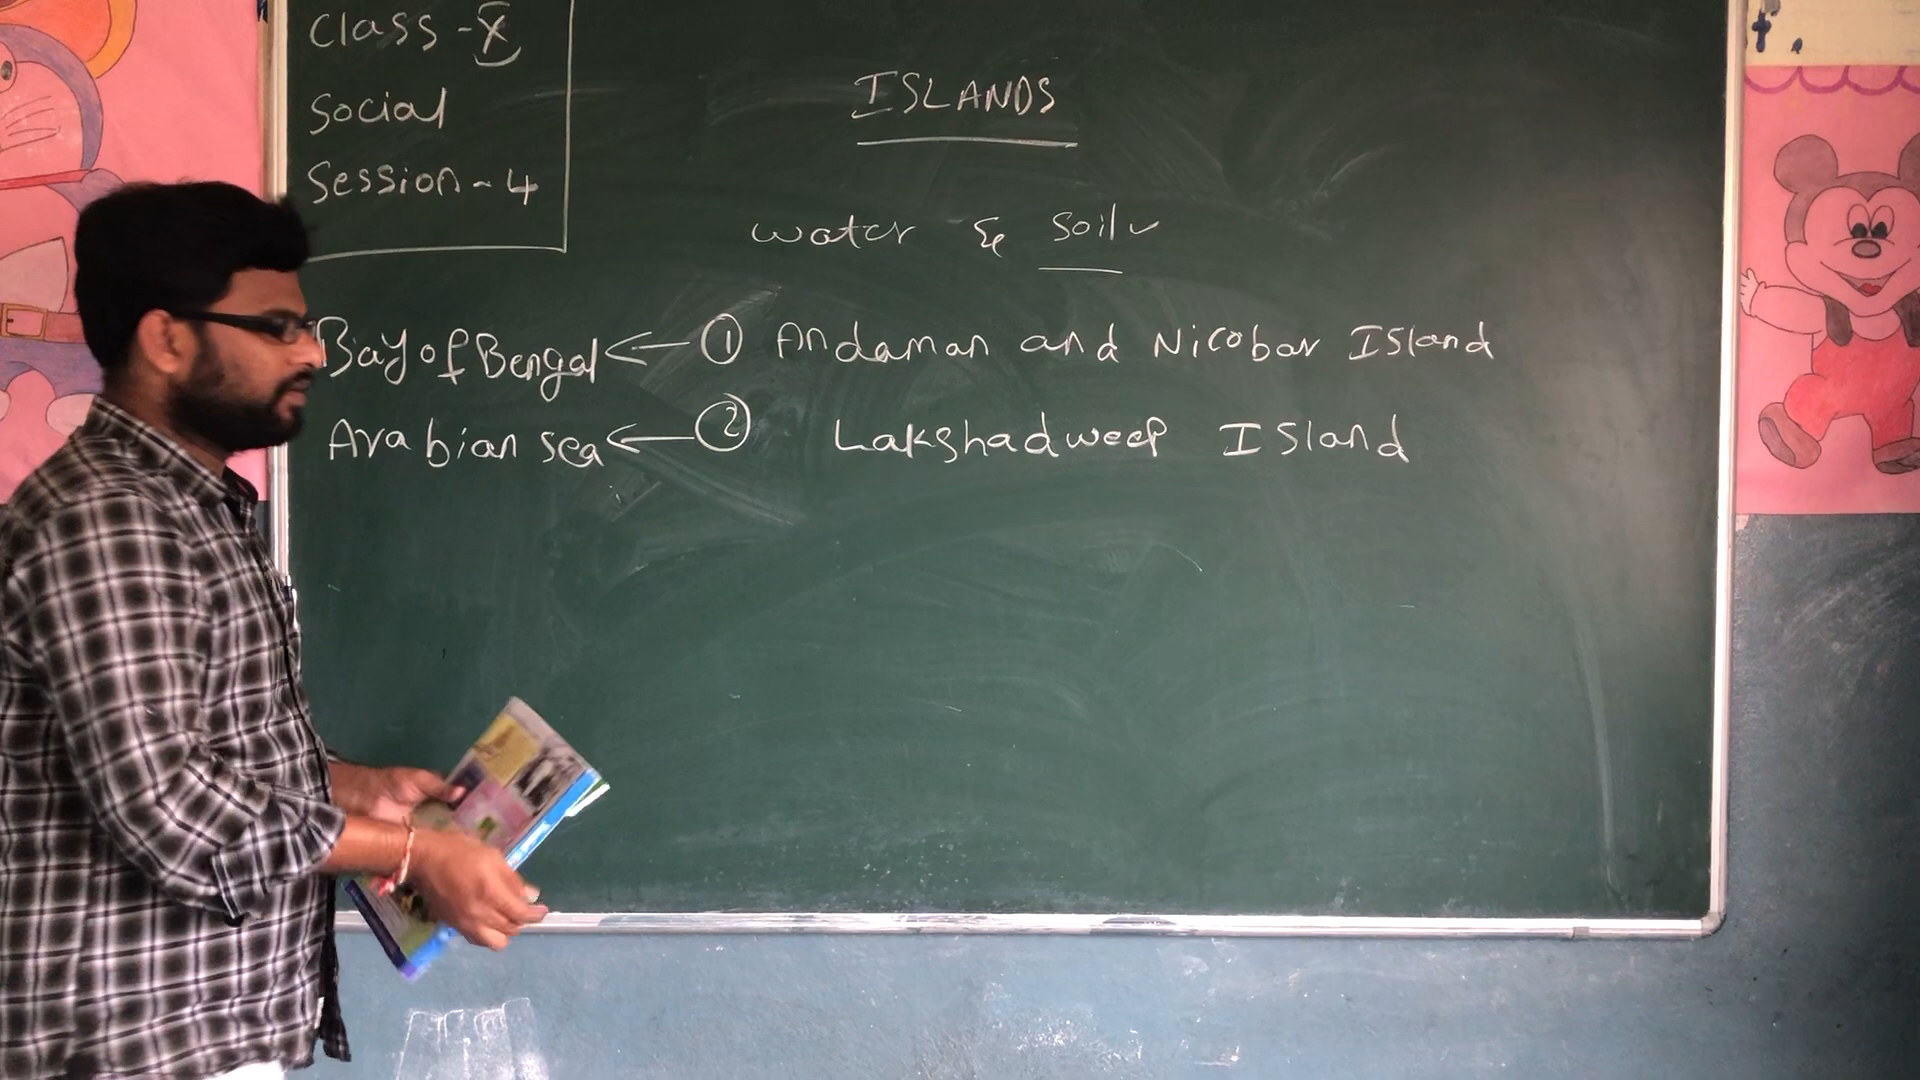 Class - X
Social
Session - 4
ISLANDS
water & soil
Bay of Bengal ← ① Andaman and Nicobar Island
Arabian sea ← ② Lakshadweep Island